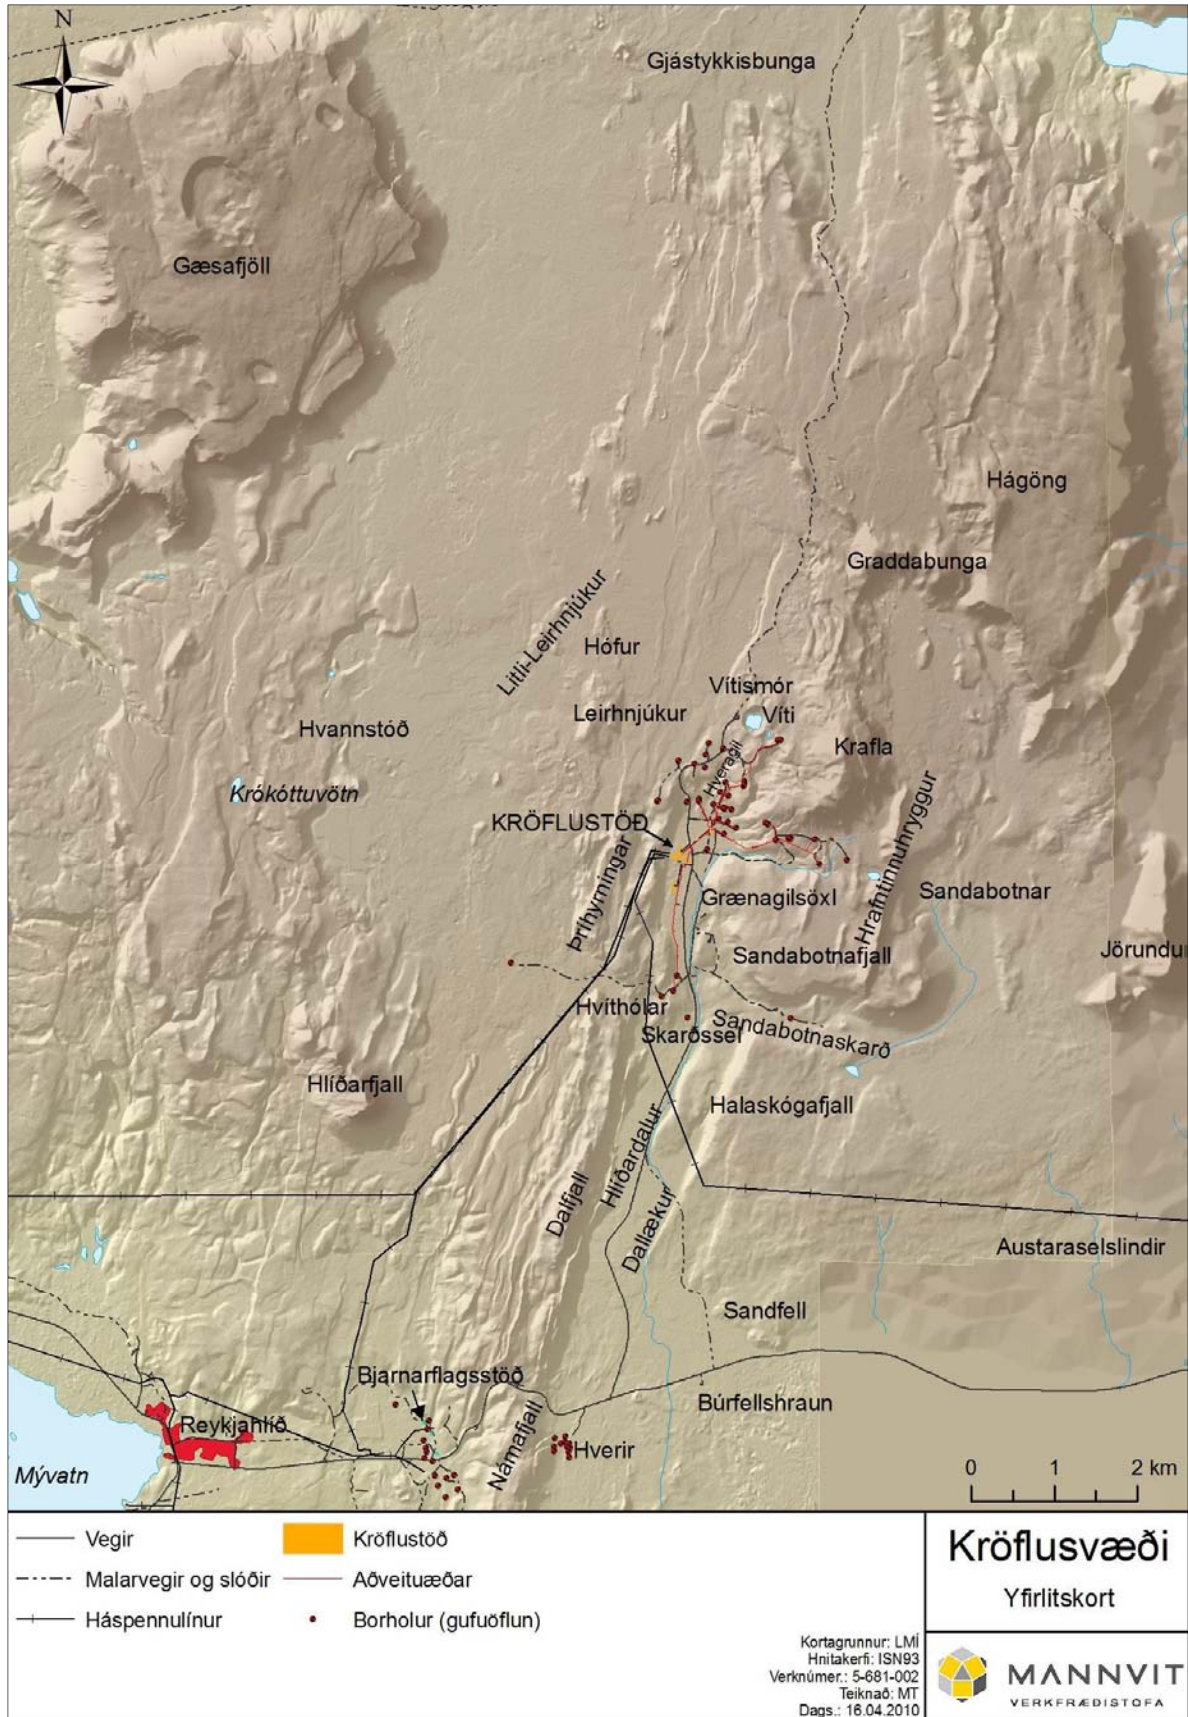 N
Gjástykkisbunga
Gæsafjöll
Hágöng
Graddabunga
Litli-Leirhnjúkur
Hófur
Vítismór
Leirhnjúkur
Víti
Hvannstóð
Krafla
Hveragil
Krókóttuvötn
KRÖFLUSTÖÐ
Hrafntinnuhryggur
Þríhyrningar
Grænagilsöxl
Sandabotnar
Sandabotnafjall
Jörundur
Hvíthólar
Skarðssel
Sandabotnaskarð
Hlíðarfjall
Halaskógafjall
Hlíðardalur
Dalfjall
Dallækur
Austaraselslindir
Sandfell
Bjarnarflagsstöð
Búrfellshraun
Reykjahlíð
Námafjall
Hverir
Mývatn
0 1 2 km
Vegir
Malarvegir og slóðir
Háspennulínur
Kröflustöð
Aðveituæðar
Borholur (gufuöflun)
Kröflusvæði
Yfirlitskort
Kortagrunnur: LMÍ
Hnitakerfi: ISN93
Verknúmer.: 5-681-002
Teiknað: MT
Dags.: 16.04.2010
MANNVIT
VERKFRÆÐISTOFA